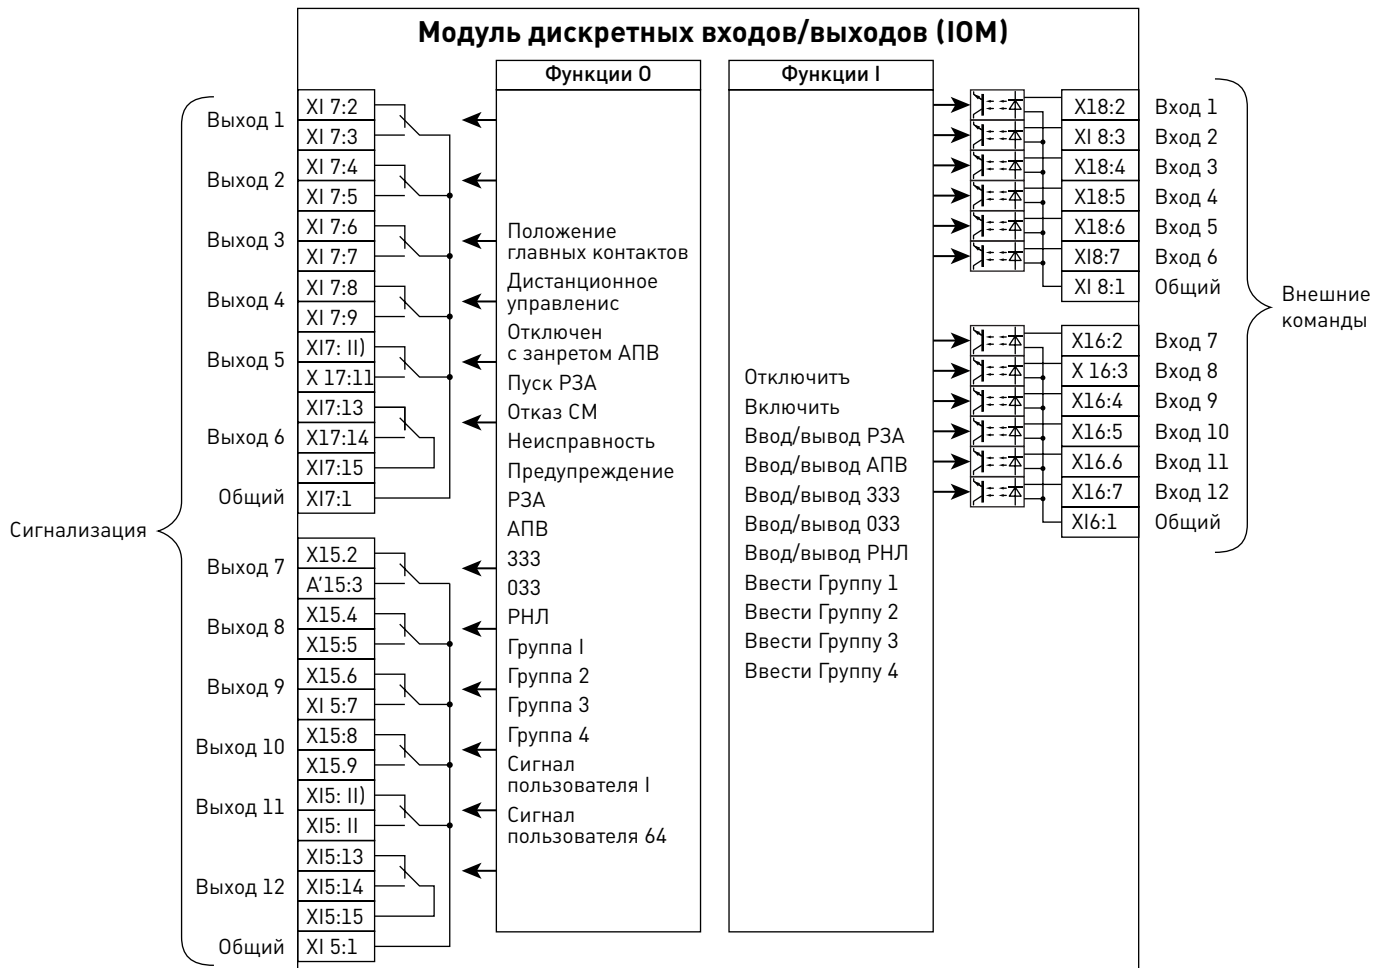 Модуль дискретных входов/выходов (IOM)
Функции O
Функции I
Сигнализация
Выход 1
XI 7:2
XI 7:3
Выход 2
XI 7:4
XI 7:5
Выход 3
XI 7:6
XI 7:7
Выход 4
XI 7:8
XI 7:9
Выход 5
XI7: II)
X 17:11
Выход 6
XI7:13
X17:14
XI7:15
Общий
XI7:1
Выход 7
X15.2
A'15:3
Выход 8
X15.4
X15:5
Выход 9
X15.6
XI 5:7
Выход 10
X15:8
X15.9
Выход 11
XI5: II)
XI5: II
Выход 12
XI5:13
XI5:14
XI5:15
Общий
XI 5:1
Положение
главных контактов
Дистанционное
управленис
Отключен
с занретом АПВ
Пуск РЗА
Отказ СМ
Неисправность
Предупреждение
РЗА
АПВ
333
033
РНЛ
Группа I
Группа 2
Группа 3
Группа 4
Сигнал
пользователя I
Сигнал
пользователя 64
Отключитъ
Включить
Ввод/вывод РЗА
Ввод/вывод АПВ
Ввод/вывод 333
Ввод/вывод 033
Ввод/вывод РНЛ
Ввести Группу 1
Ввести Группу 2
Ввести Группу 3
Ввести Группу 4
X18:2 Вход 1
XI 8:3 Вход 2
X18:4 Вход 3
X18:5 Вход 4
X18:6 Вход 5
XI8:7 Вход 6
XI 8:1 Общий
X16:2 Вход 7
X 16:3 Вход 8
X16:4 Вход 9
X16:5 Вход 10
X16.6 Вход 11
X16:7 Вход 12
XI6:1 Общий
Внешние
команды